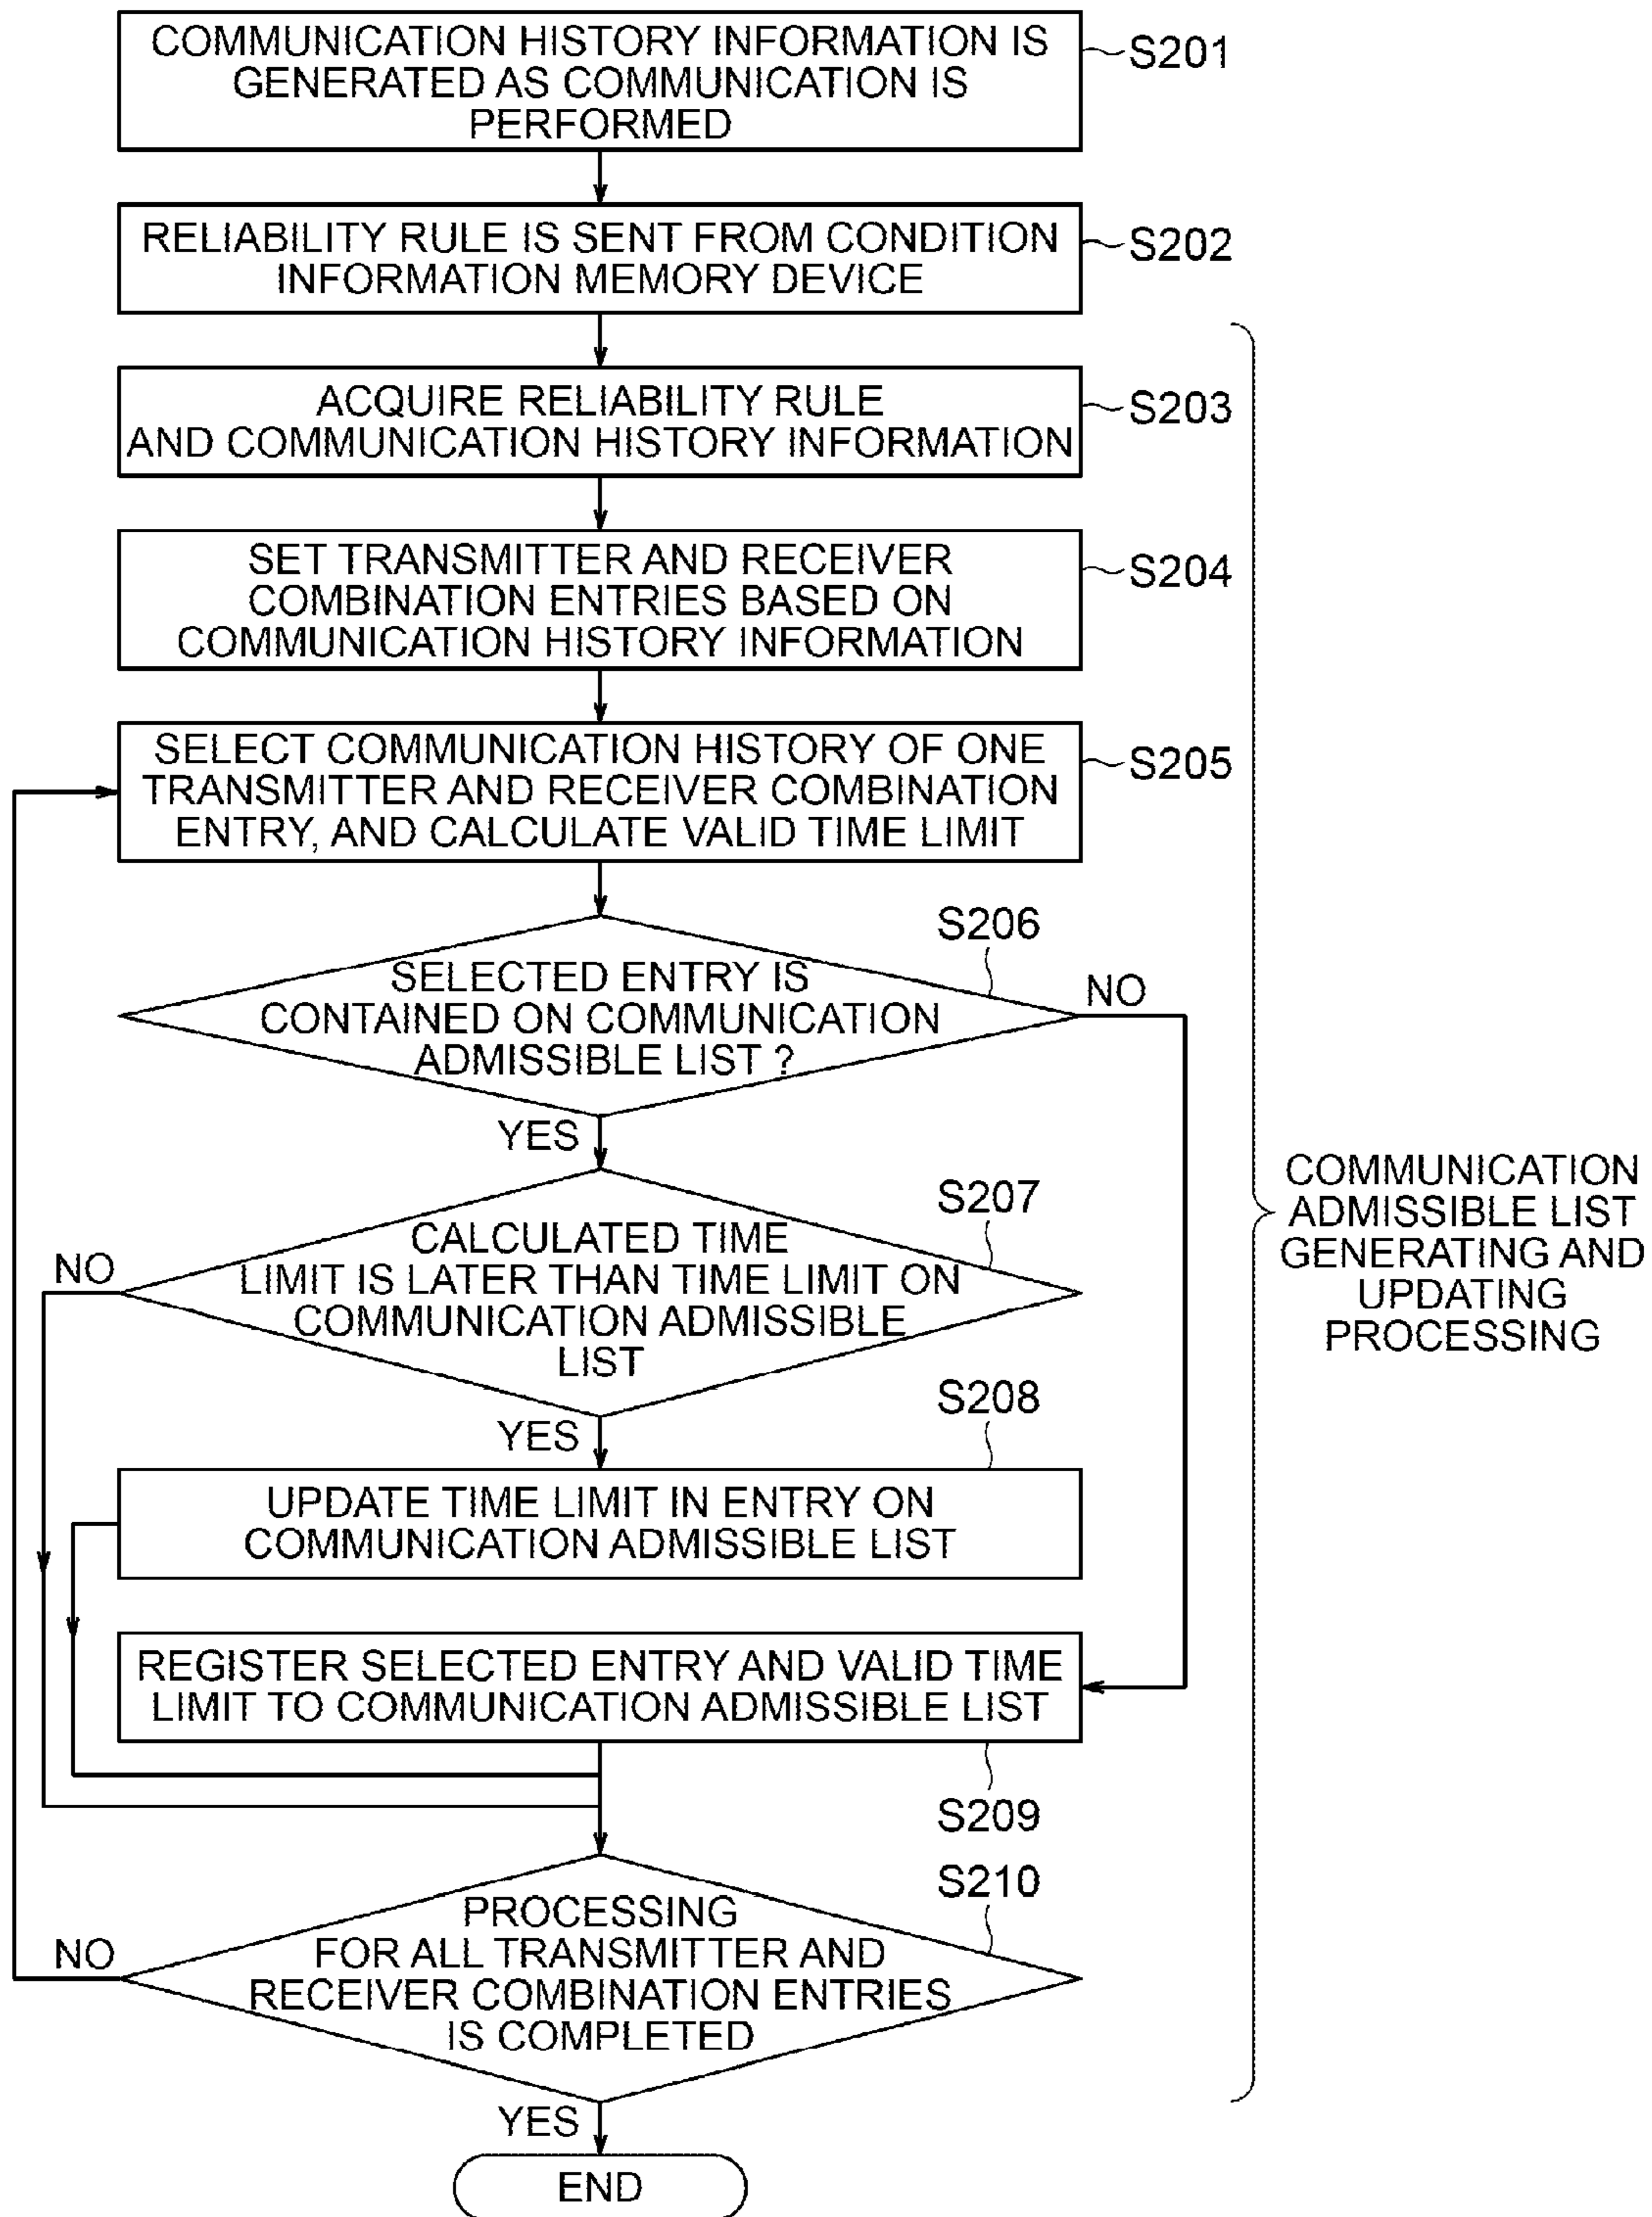 COMMUNICATION HISTORY INFORMATION IS
GENERATED AS COMMUNICATION IS
PERFORMED
S201
RELIABILITY RULE IS SENT FROM CONDITION
INFORMATION MEMORY DEVICE
S202
ACQUIRE RELIABILITY RULE
AND COMMUNICATION HISTORY INFORMATION
S203
SET TRANSMITTER AND RECEIVER
COMBINATION ENTRIES BASED ON
COMMUNICATION HISTORY INFORMATION
S204
SELECT COMMUNICATION HISTORY OF ONE
TRANSMITTER AND RECEIVER COMBINATION
ENTRY, AND CALCULATE VALID TIME LIMIT
S205
S206
SELECTED ENTRY IS
CONTAINED ON COMMUNICATION
ADMISSIBLE LIST ?
NO
YES
S207
CALCULATED TIME
LIMIT IS LATER THAN TIME LIMIT ON
COMMUNICATION ADMISSIBLE
LIST
NO
YES
S208
UPDATE TIME LIMIT IN ENTRY ON
COMMUNICATION ADMISSIBLE LIST
REGISTER SELECTED ENTRY AND VALID TIME
LIMIT TO COMMUNICATION ADMISSIBLE LIST
S209
S210
PROCESSING
FOR ALL TRANSMITTER AND
RECEIVER COMBINATION ENTRIES
IS COMPLETED
NO
YES
END
COMMUNICATION
ADMISSIBLE LIST
GENERATING AND
UPDATING
PROCESSING